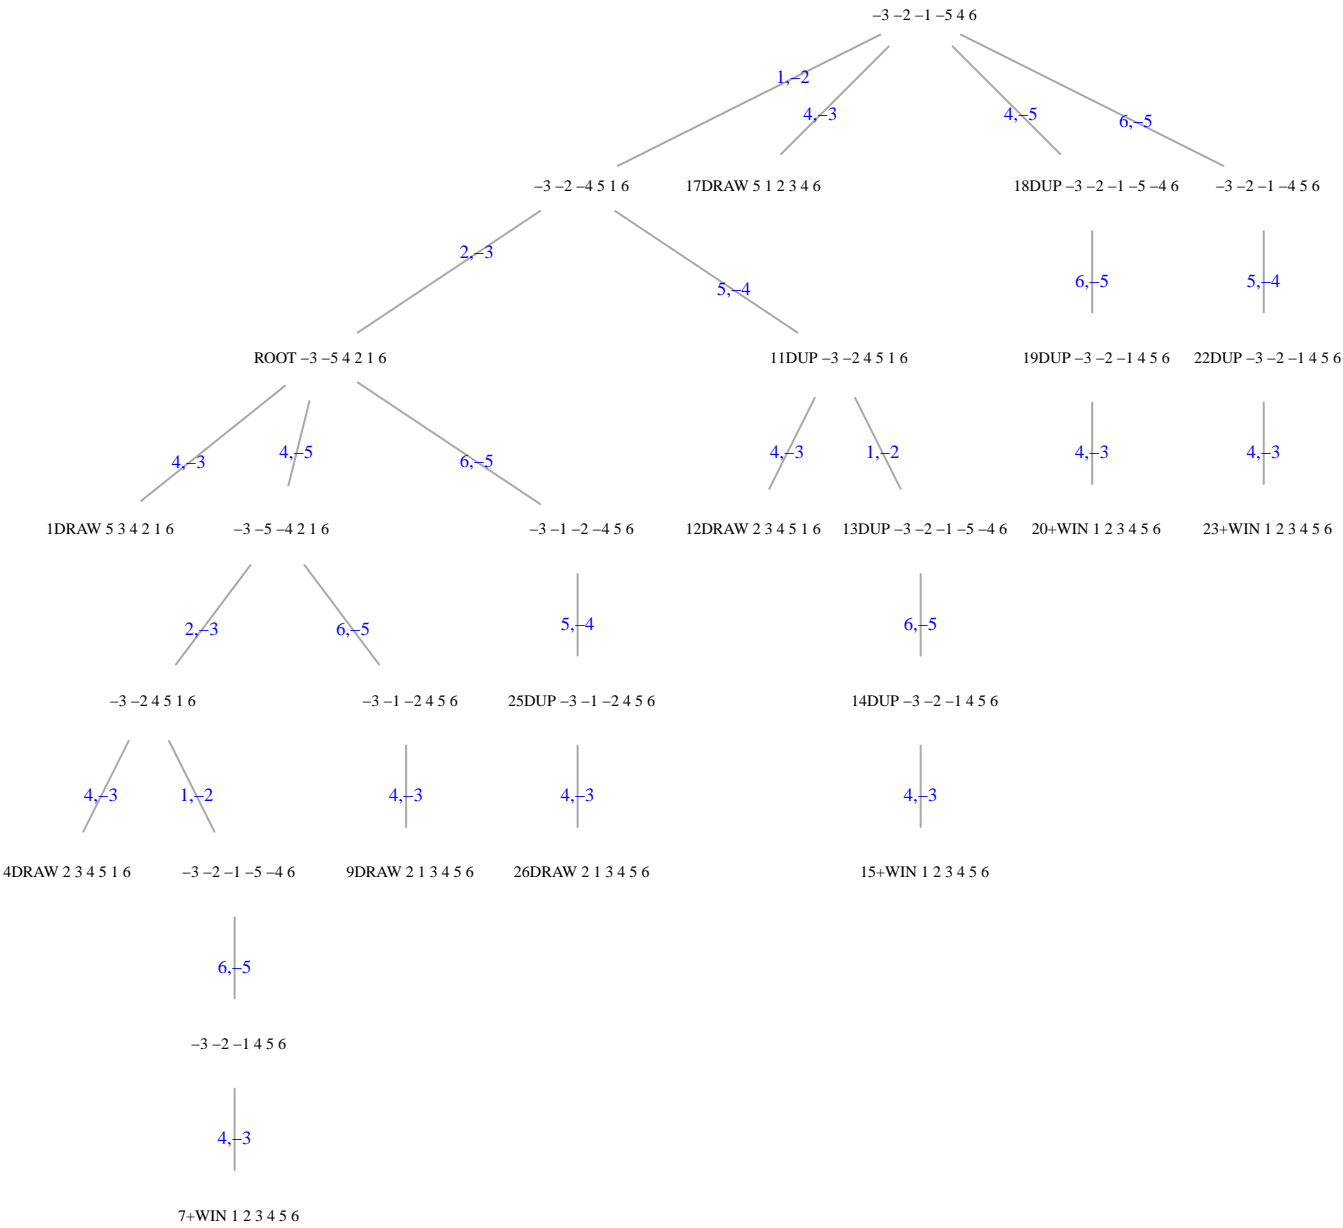 −3 −2 −1 −5 4 6
1,−2
4,−3
4,−5
6,−5
−3 −2 −4 5 1 6
17DRAW 5 1 2 3 4 6
18DUP −3 −2 −1 −5 −4 6
−3 −2 −1 −4 5 6
2,−3
5,−4
6,−5
5,−4
ROOT −3 −5 4 2 1 6
11DUP −3 −2 4 5 1 6
19DUP −3 −2 −1 4 5 6
22DUP −3 −2 −1 4 5 6
4,−3
4,−5
6,−5
4,−3
1,−2
4,−3
4,−3
1DRAW 5 3 4 2 1 6
−3 −5 −4 2 1 6
−3 −1 −2 −4 5 6
12DRAW 2 3 4 5 1 6
13DUP −3 −2 −1 −5 −4 6
20+WIN 1 2 3 4 5 6
23+WIN 1 2 3 4 5 6
2,−3
6,−5
5,−4
6,−5
−3 −2 4 5 1 6
−3 −1 −2 4 5 6
25DUP −3 −1 −2 4 5 6
14DUP −3 −2 −1 4 5 6
4,−3
1,−2
4,−3
4,−3
4,−3
4DRAW 2 3 4 5 1 6
−3 −2 −1 −5 −4 6
9DRAW 2 1 3 4 5 6
26DRAW 2 1 3 4 5 6
15+WIN 1 2 3 4 5 6
6,−5
−3 −2 −1 4 5 6
4,−3
7+WIN 1 2 3 4 5 6